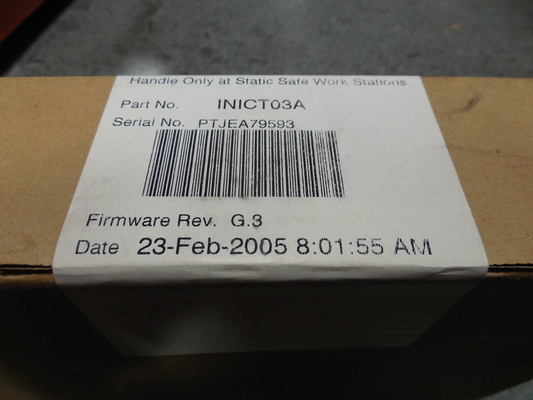 Handle Only at Static Safe Work Stations
Part No. INICT03A
Serial No. PTJEA79593
Firmware Rev. G.3
Date 23-Feb-2005 8:01:55 AM